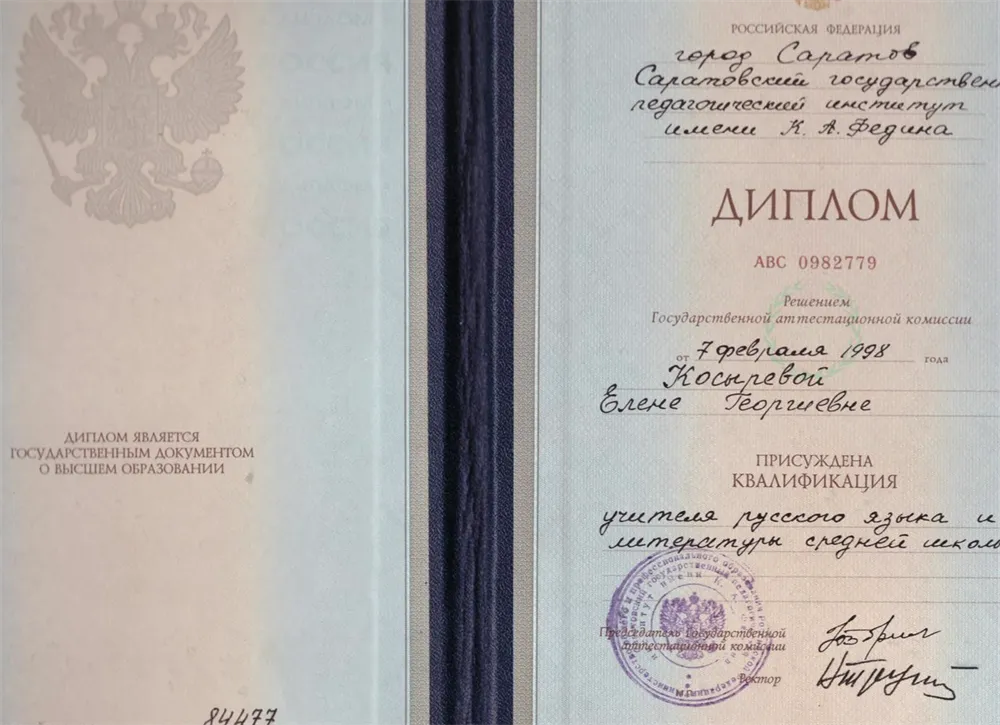 ДИПЛОМ ЯВЛЯЕТСЯ
ГОСУДАРСТВЕННЫМ ДОКУМЕНТОМ
О ВЫСШЕМ ОБРАЗОВАНИИ
84477
РОССИЙСКАЯ ФЕДЕРАЦИЯ
город Саратов
Саратовский государствен
педагогический институт
имени К. А. Федина
ДИПЛОМ
АВС 0982779
Решением
Государственной аттестационной комиссии
от 7 февраля 1998 года
Косыревой
Елене Георгиевне
ПРИСУЖДЕНА
КВАЛИФИКАЦИЯ
учителя русского языка и
литературы средней школ
Председатель Государственной
аттестационной комиссии
Ректор